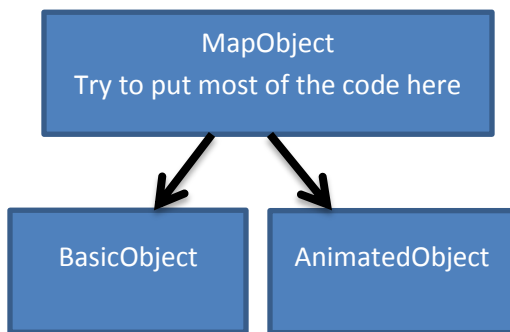 MapObject
Try to put most of the code here
BasicObject
AnimatedObject